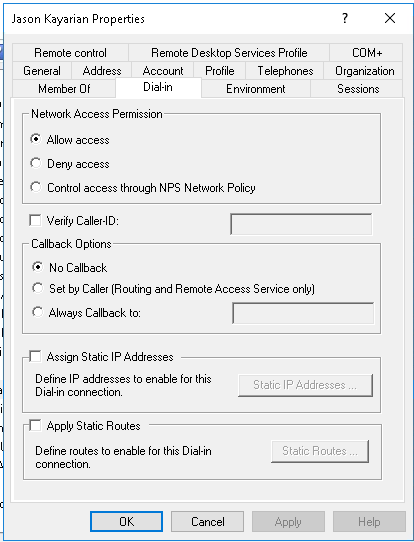 Jason Kayarian Properties
?
Remote control
Remote Desktop Services Profile
COM+
General
Address
Account
Profile
Telephones
Organization
Member Of
Dial-in
Environment
Sessions
Network Access Permission
Allow access
Deny access
Control access through NPS Network Policy
Verify Caller-ID:
Callback Options
No Callback
Set by Caller (Routing and Remote Access Service only)
Always Callback to:
Assign Static IP Addresses
Define IP addresses to enable for this
Dial-in connection.
Static IP Addresses ...
Apply Static Routes
Define routes to enable for this Dial-in
connection.
Static Routes ...
OK
Cancel
Apply
Help